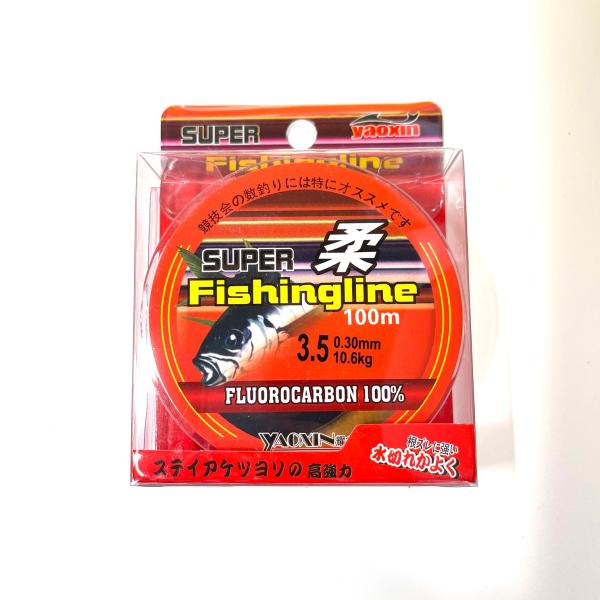 SUPER
yaoxin
Fishingline
競技会の数釣りには特にオススメです
SUPER 柔
Fishingline
100m
3.5 0.30mm
10.6kg
FLUOROCARBON 100%
YAOXIN
ステイアケツヨソの 高強力
根ズレに強い
水切れかよく